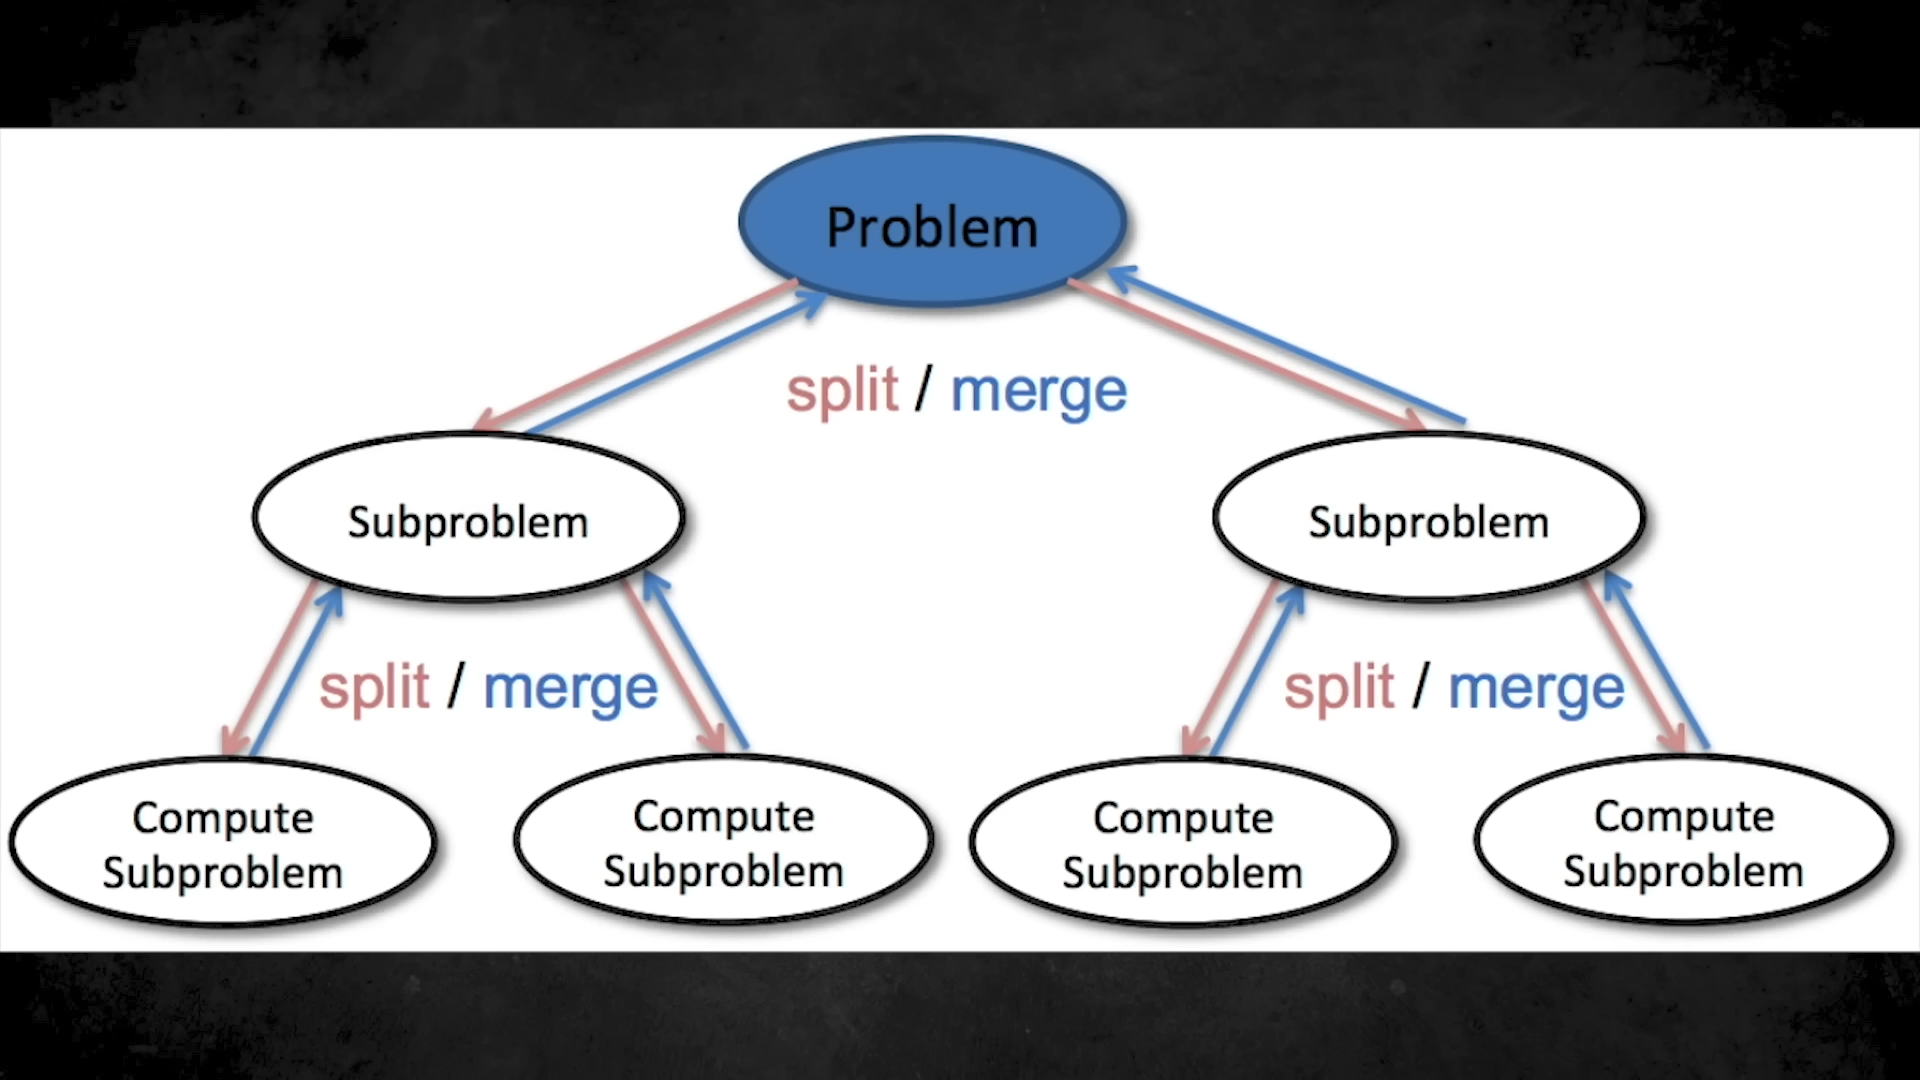 Problem
split / merge
Subproblem
Subproblem
split / merge
split / merge
Compute
Subproblem
Compute
Subproblem
Compute
Subproblem
Compute
Subproblem